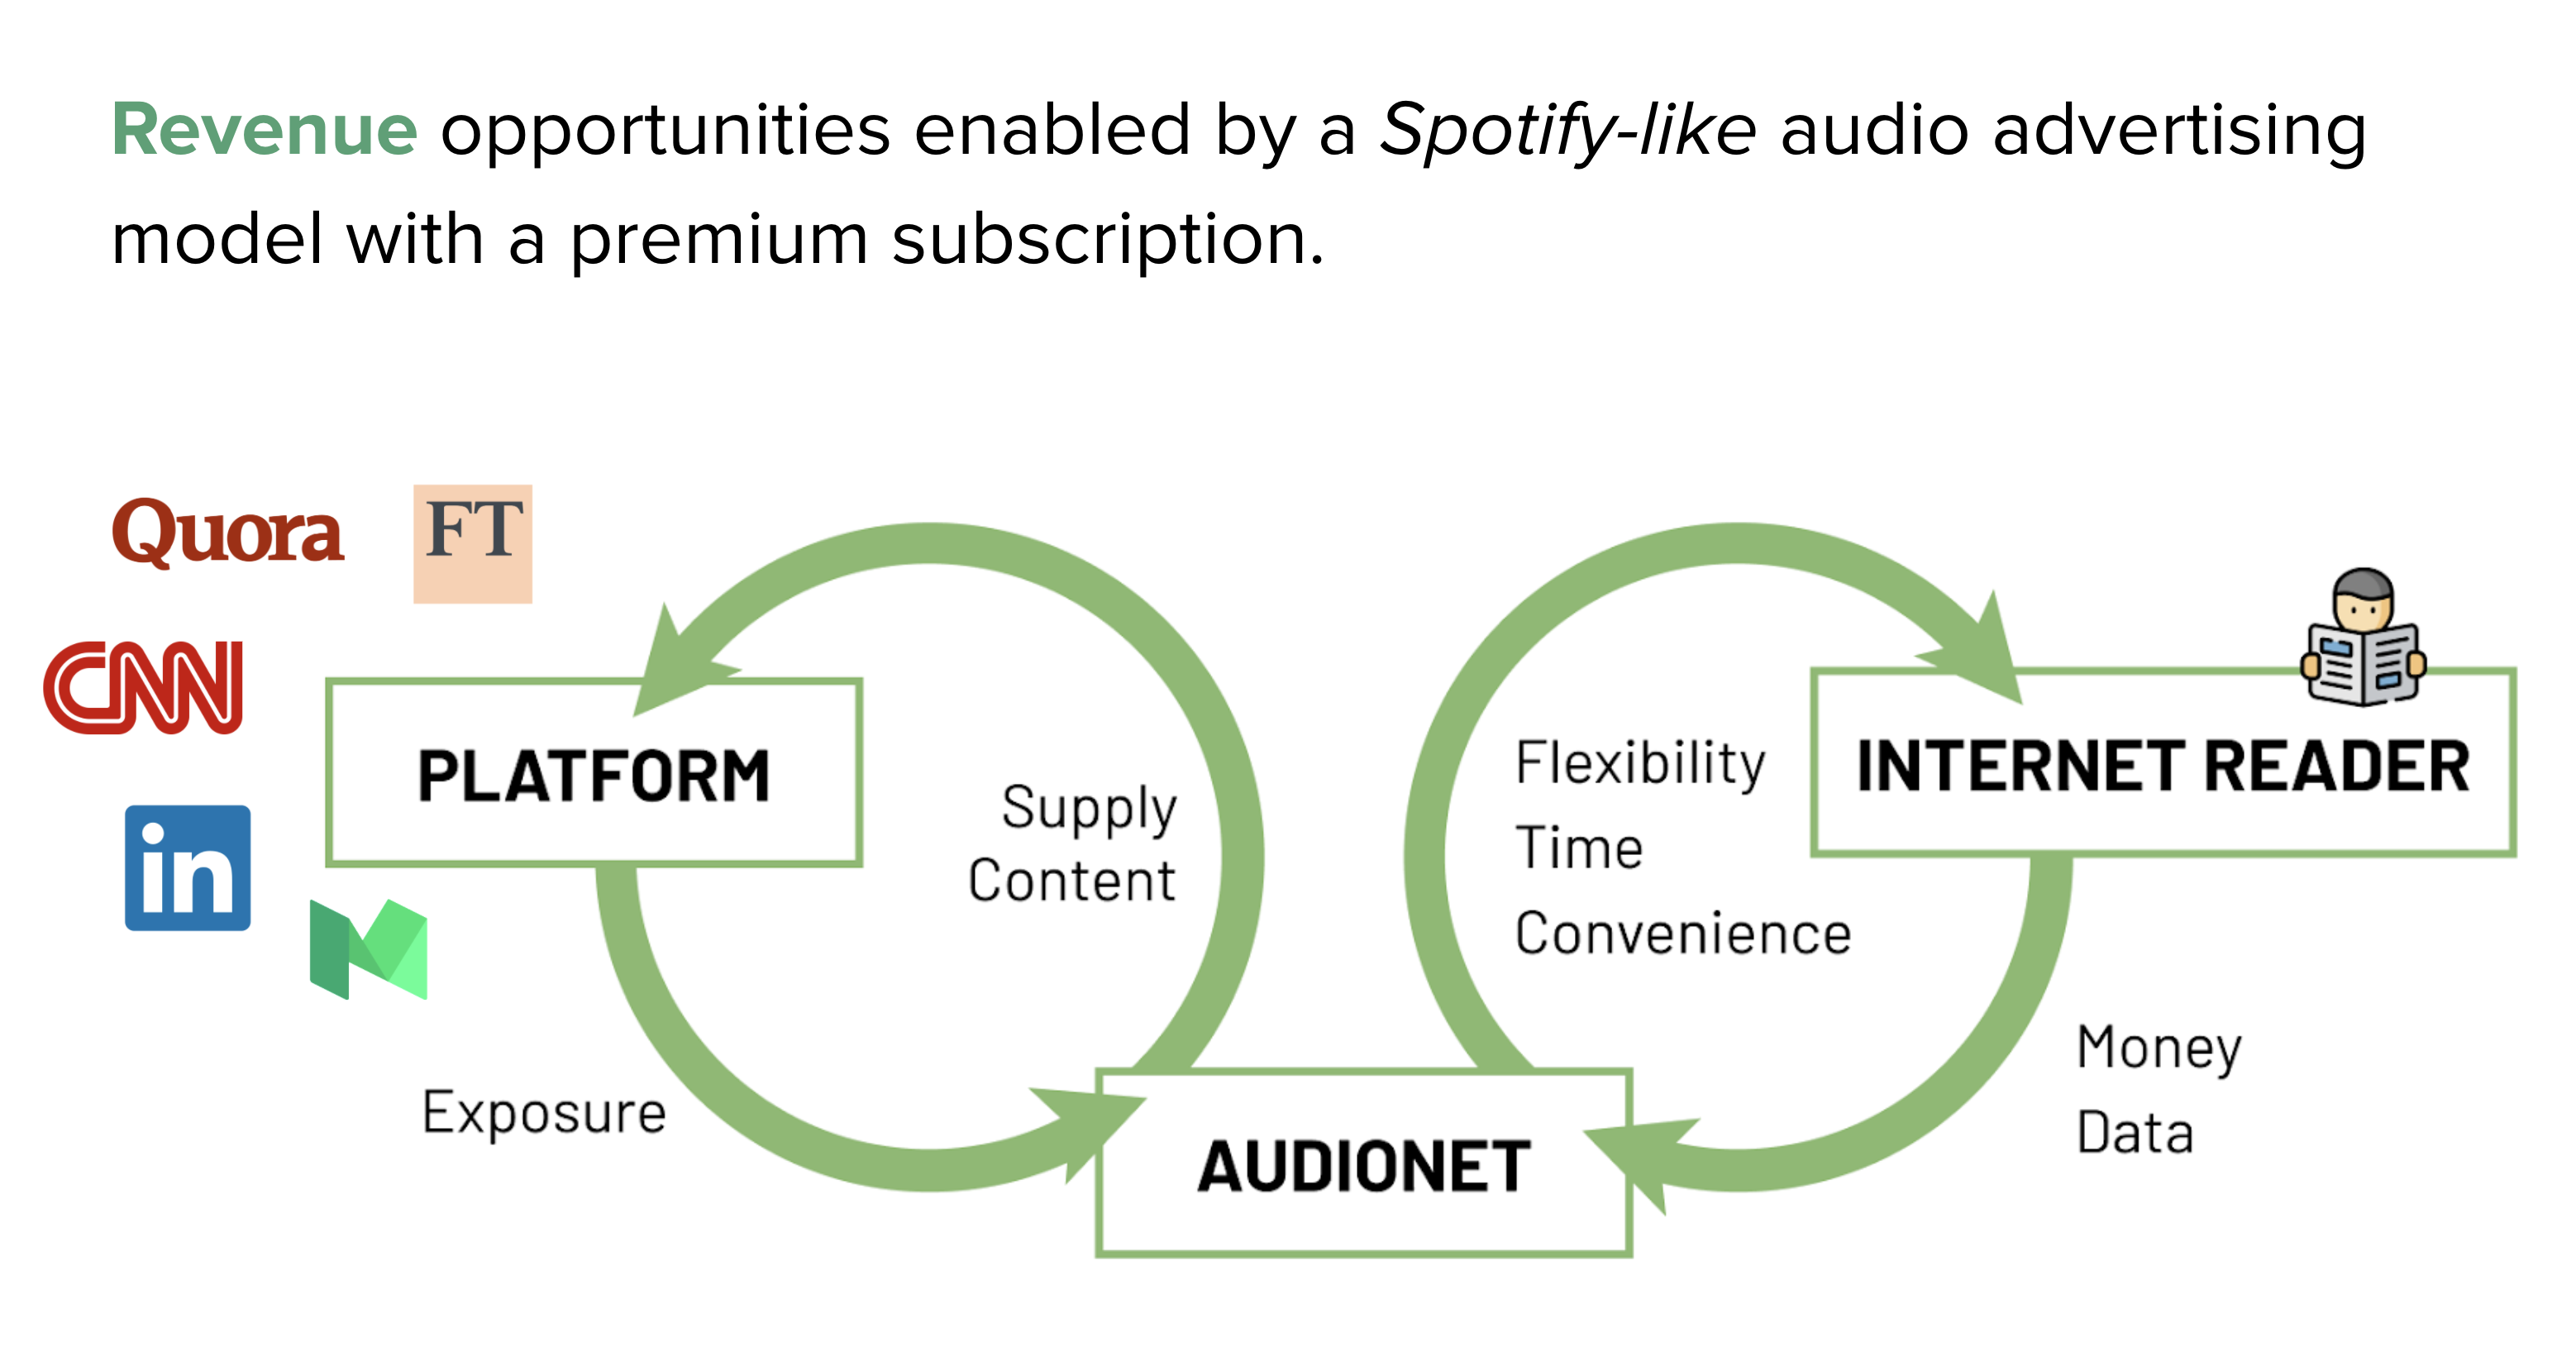 Revenue opportunities enabled by a Spotify-like audio advertising
model with a premium subscription.
Quora
FT
CNN
in
PLATFORM
Supply
Content
Exposure
Flexibility
Time
Convenience
INTERNET READER
Money
Data
AUDIONET